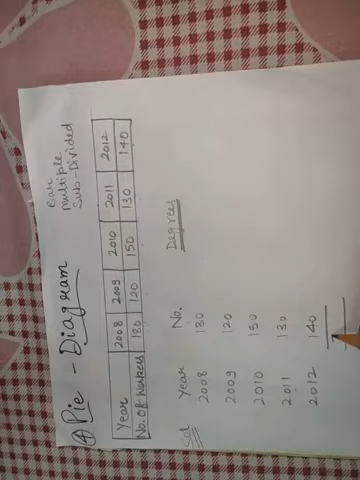 ④ Pie - Diagram
Bar
multiple
Sub-Divided
Year 2008 2009 2010 2011 2012
No. of Workers 180 120 150 130 140
Sol
Year No. Degrees
2008 180
2009 120
2010 150
2011 130
2012 140